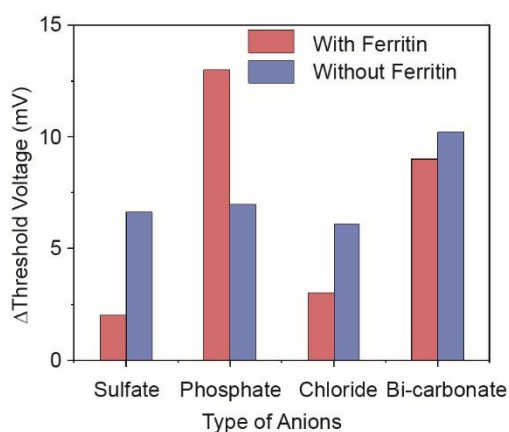 15
10
5
0
ΔThreshold Voltage (mV)
With Ferritin
Without Ferritin
Sulfate Phosphate Chloride Bi-carbonate
Type of Anions